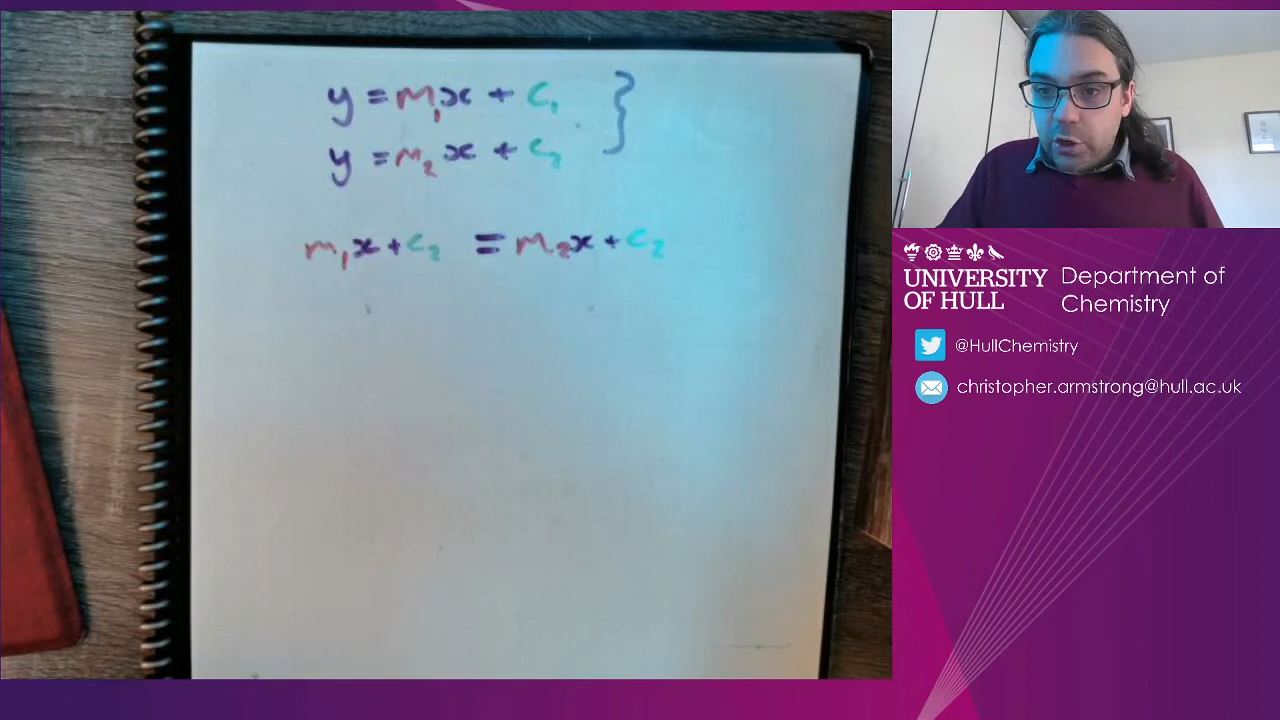 y = m₁x + c₁
y = m₂x + c₂
m₁x + c₂ = m₂x + c₂
UNIVERSITY
OF HULL
Department of
Chemistry
@HullChemistry
christopher.armstrong@hull.ac.uk